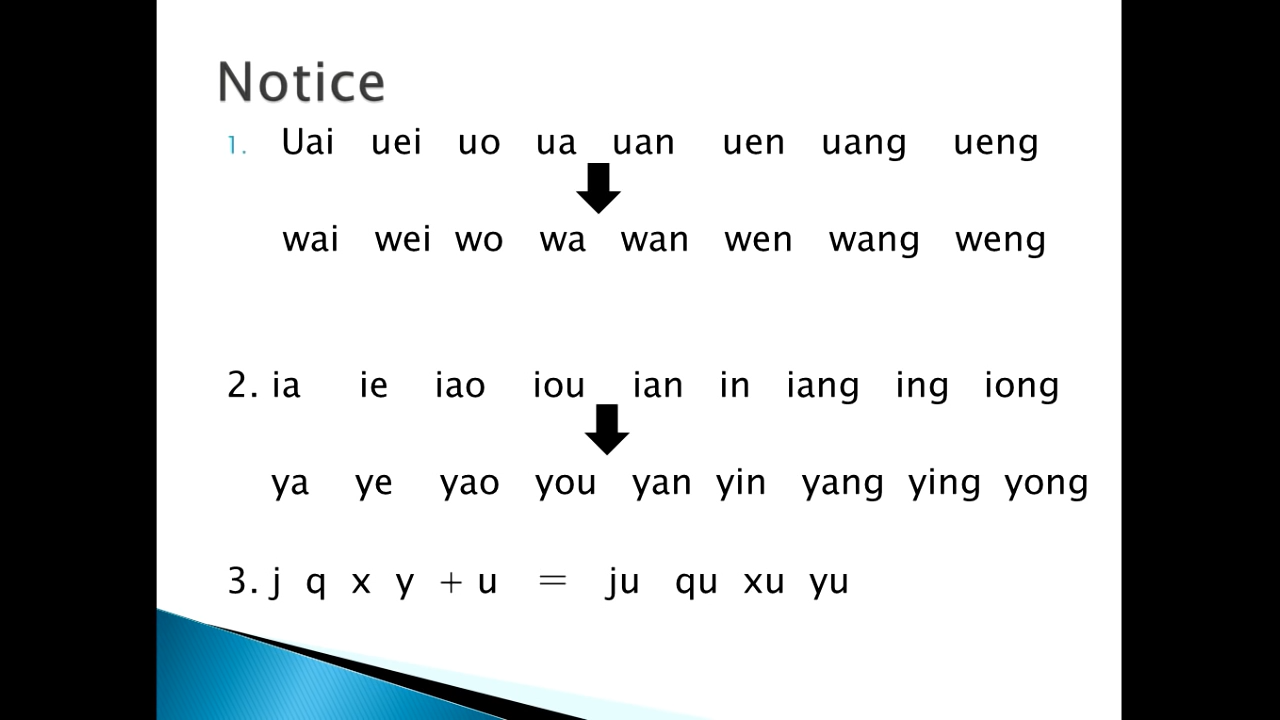 Notice
1. Uai uei uo ua uan uen uang ueng
wai wei wo wa wan wen wang weng
2. ia ie iao iou ian in iang ing iong
ya ye yao you yan yin yang ying yong
3. j q x y + u = ju qu xu yu